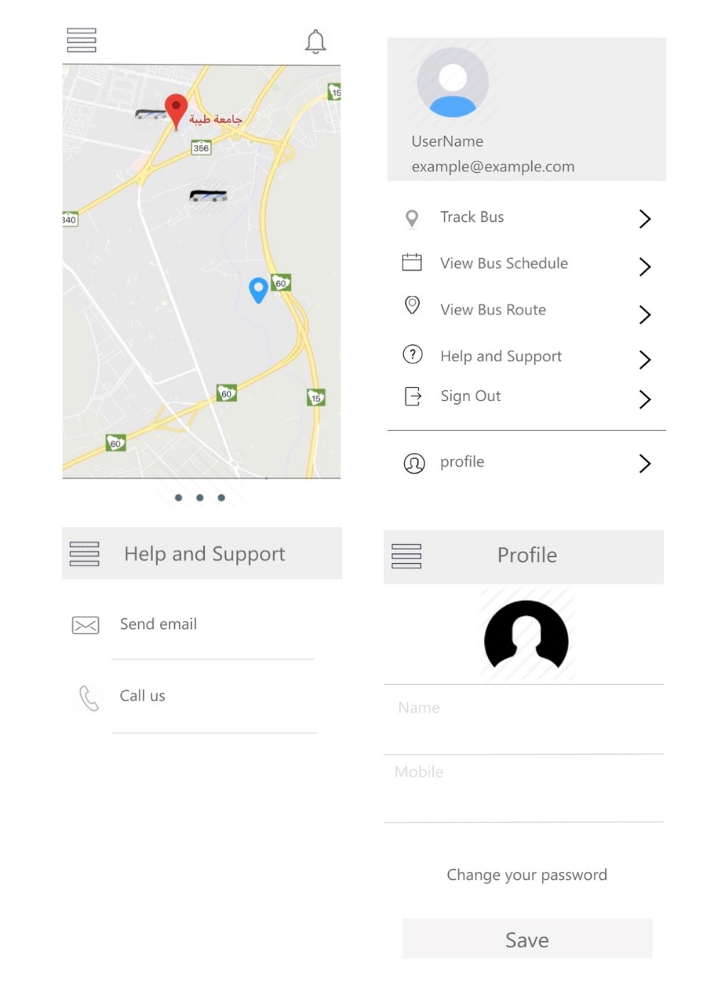 15
جامعة طيبة
356
340
60
60
15
60
UserName
example@example.com
Track Bus
View Bus Schedule
View Bus Route
Help and Support
Sign Out
profile
Help and Support
Send email
Call us
Profile
Name
Mobile
Change your password
Save